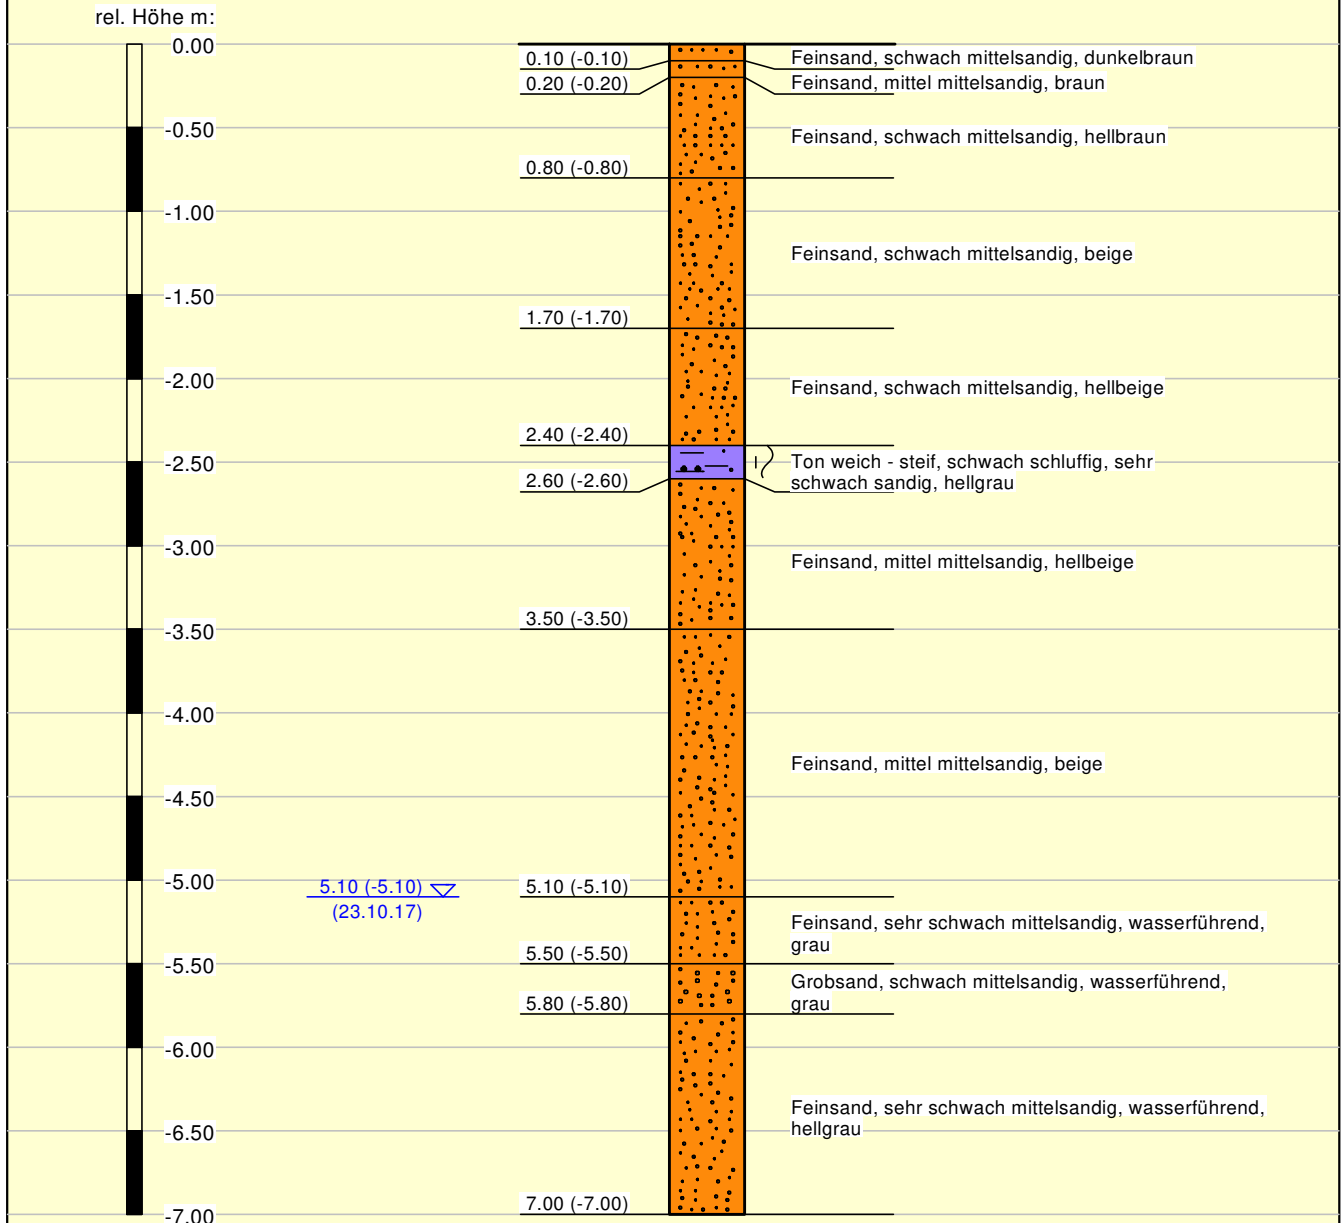 rel. Höhe m:
0.00
0.10 (-0.10)
Feinsand, schwach mittelsandig, dunkelbraun
0.20 (-0.20)
Feinsand, mittel mittelsandig, braun
-0.50
Feinsand, schwach mittelsandig, hellbraun
0.80 (-0.80)
-1.00
Feinsand, schwach mittelsandig, beige
-1.50
1.70 (-1.70)
-2.00
Feinsand, schwach mittelsandig, hellbeige
2.40 (-2.40)
-2.50
Ton weich - steif, schwach schluffig, sehr
schwach sandig, hellgrau
2.60 (-2.60)
-3.00
Feinsand, mittel mittelsandig, hellbeige
3.50 (-3.50)
-3.50
-4.00
Feinsand, mittel mittelsandig, beige
-4.50
-5.00
5.10 (-5.10)
(23.10.17)
5.10 (-5.10)
Feinsand, sehr schwach mittelsandig, wasserführend,
grau
5.50 (-5.50)
-5.50
Grobsand, schwach mittelsandig, wasserführend,
grau
5.80 (-5.80)
-6.00
Feinsand, sehr schwach mittelsandig, wasserführend,
hellgrau
-6.50
7.00 (-7.00)
-7.00